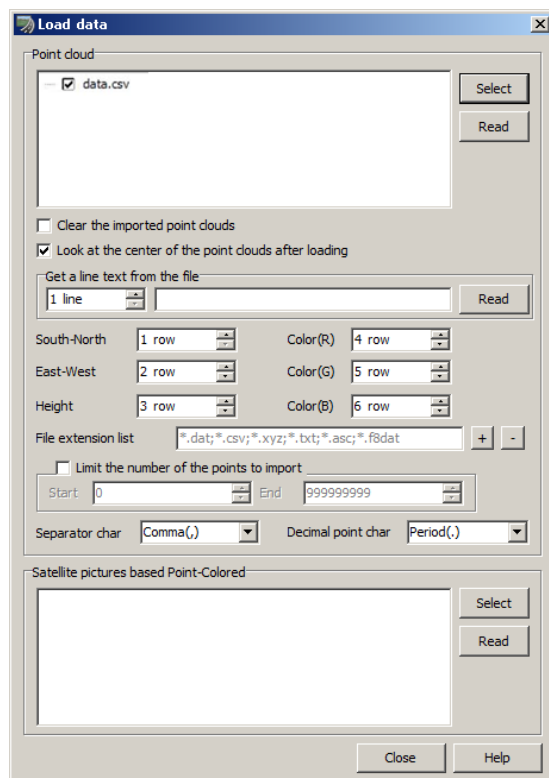 Load data
Point cloud
data.csv
Select
Read
Clear the imported point clouds
Look at the center of the point clouds after loading
Get a line text from the file
1 line Read
South-North 1 row Color(R) 4 row
East-West 2 row Color(G) 5 row
Height 3 row Color(B) 6 row
File extension list *.dat;*.csv;*.xyz;*.txt;*.asc;*.f8dat + -
Limit the number of the points to import
Start 0 End 999999999
Separator char Comma(,) Decimal point char Period(.)
Satellite pictures based Point-Colored
Select
Read
Close Help